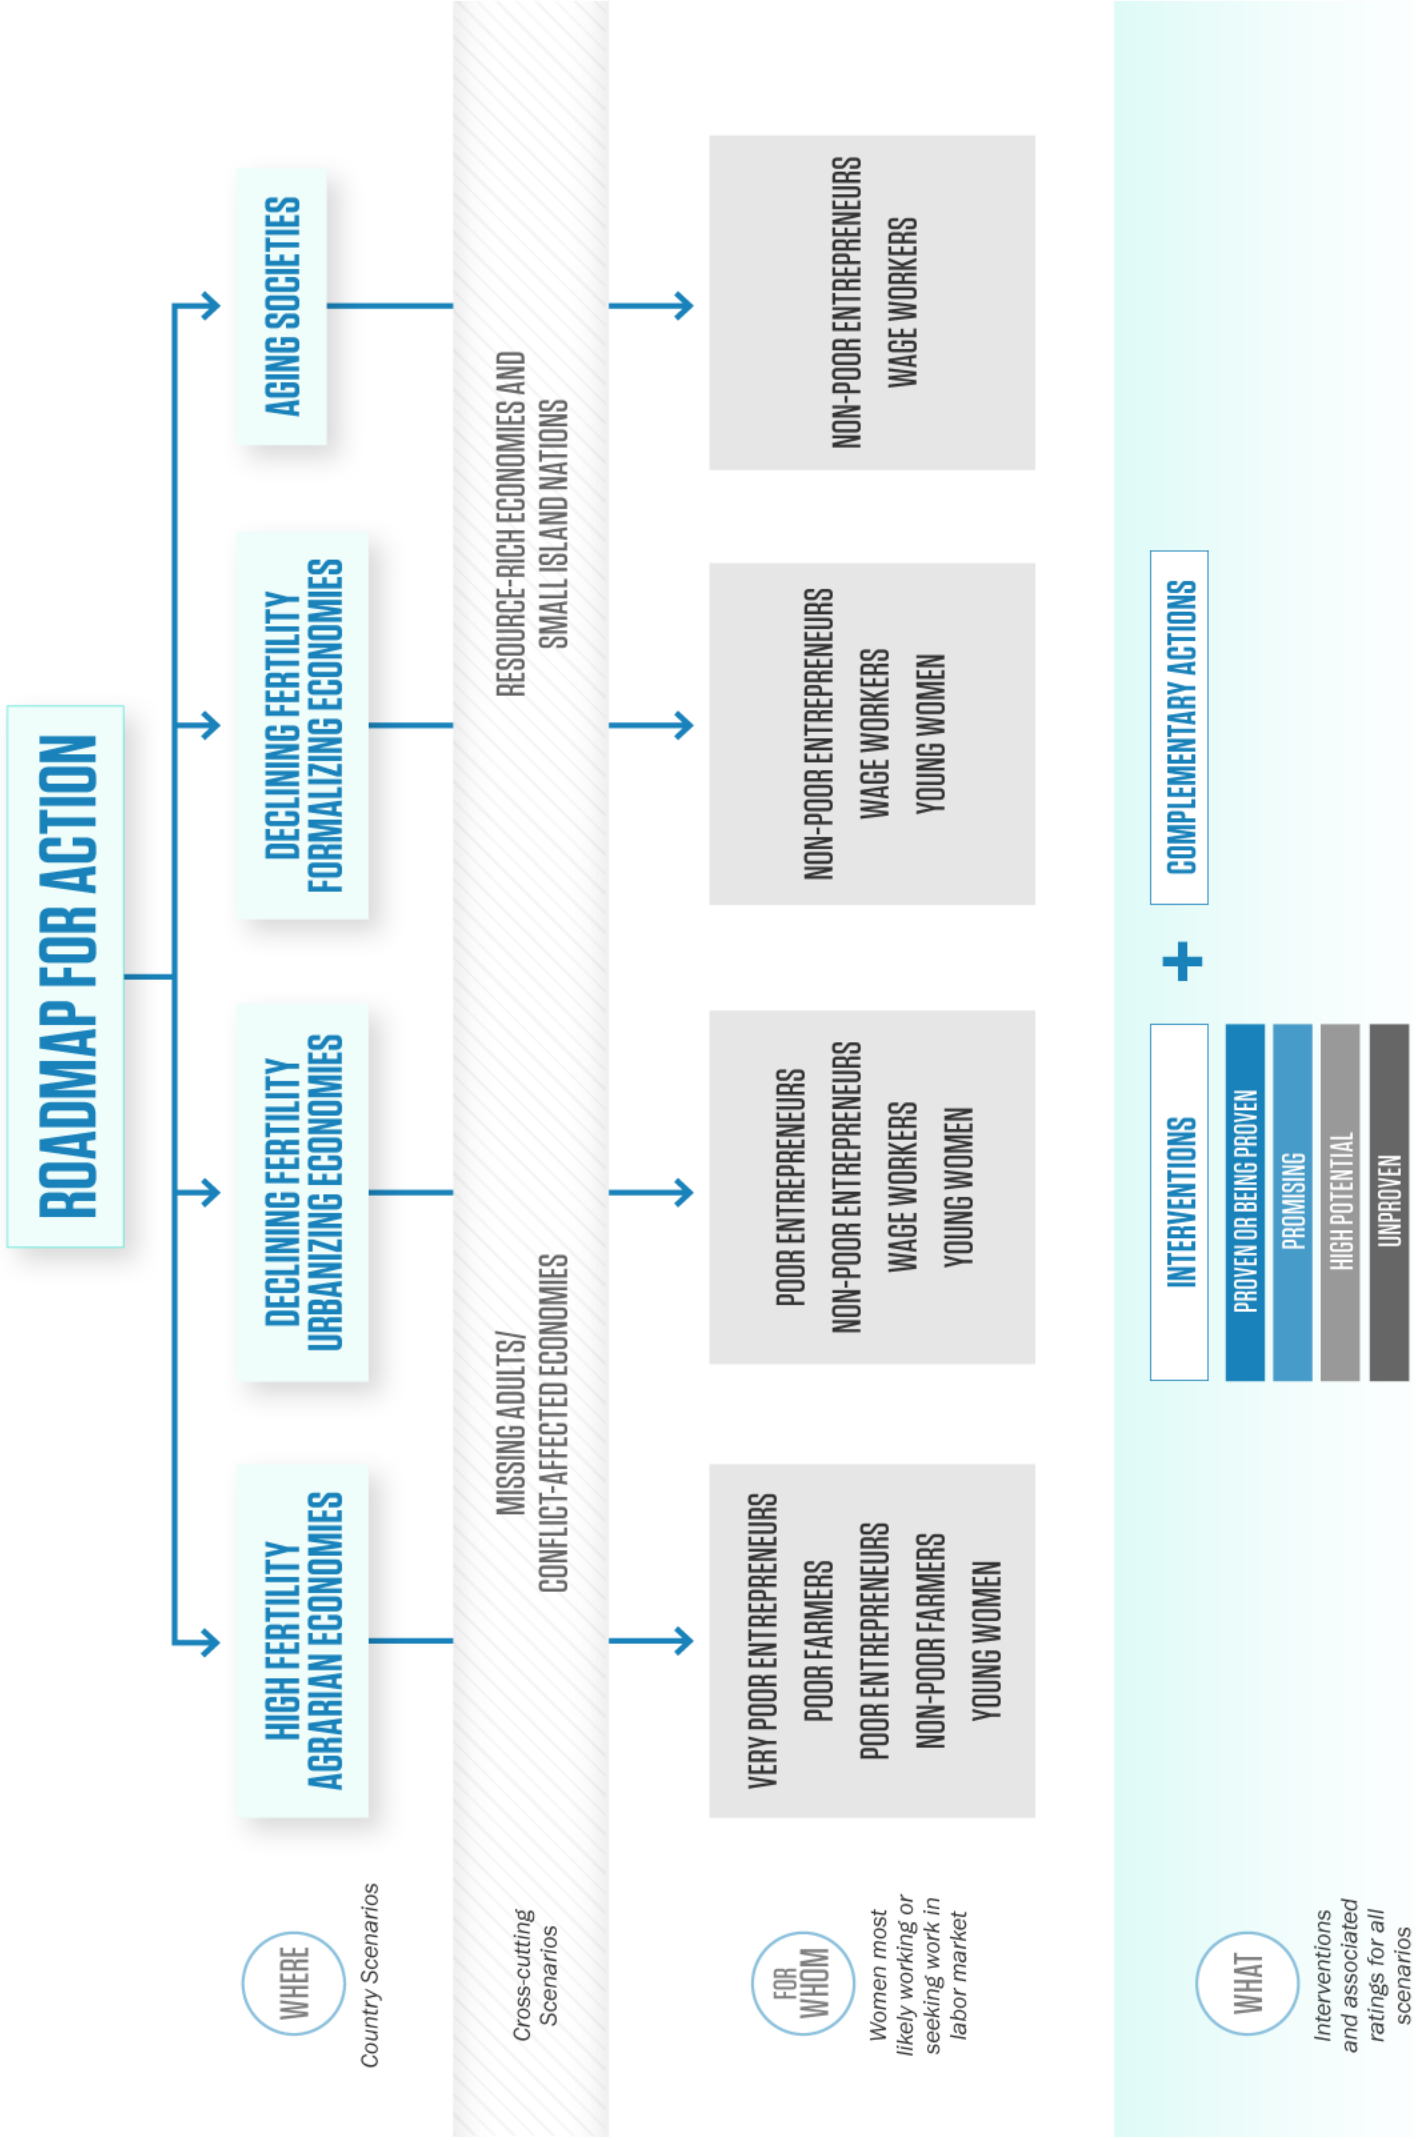 ROADMAP FOR ACTION
WHERE
Country Scenarios
HIGH FERTILITY
AGRARIAN ECONOMIES
DECLINING FERTILITY
URBANIZING ECONOMIES
DECLINING FERTILITY
FORMALIZING ECONOMIES
AGING SOCIETIES
Cross-cutting
Scenarios
MISSING ADULTS/
CONFLICT-AFFECTED ECONOMIES
RESOURCE-RICH ECONOMIES AND
SMALL ISLAND NATIONS
FOR
WHOM
Women most
likely working or
seeking work in
labor market
VERY POOR ENTREPRENEURS
POOR FARMERS
POOR ENTREPRENEURS
NON-POOR FARMERS
YOUNG WOMEN
POOR ENTREPRENEURS
NON-POOR ENTREPRENEURS
WAGE WORKERS
YOUNG WOMEN
NON-POOR ENTREPRENEURS
WAGE WORKERS
YOUNG WOMEN
NON-POOR ENTREPRENEURS
WAGE WORKERS
WHAT
Interventions
and associated
ratings for all
scenarios
INTERVENTIONS
PROVEN OR BEING PROVEN
PROMISING
HIGH POTENTIAL
UNPROVEN
+
COMPLEMENTARY ACTIONS